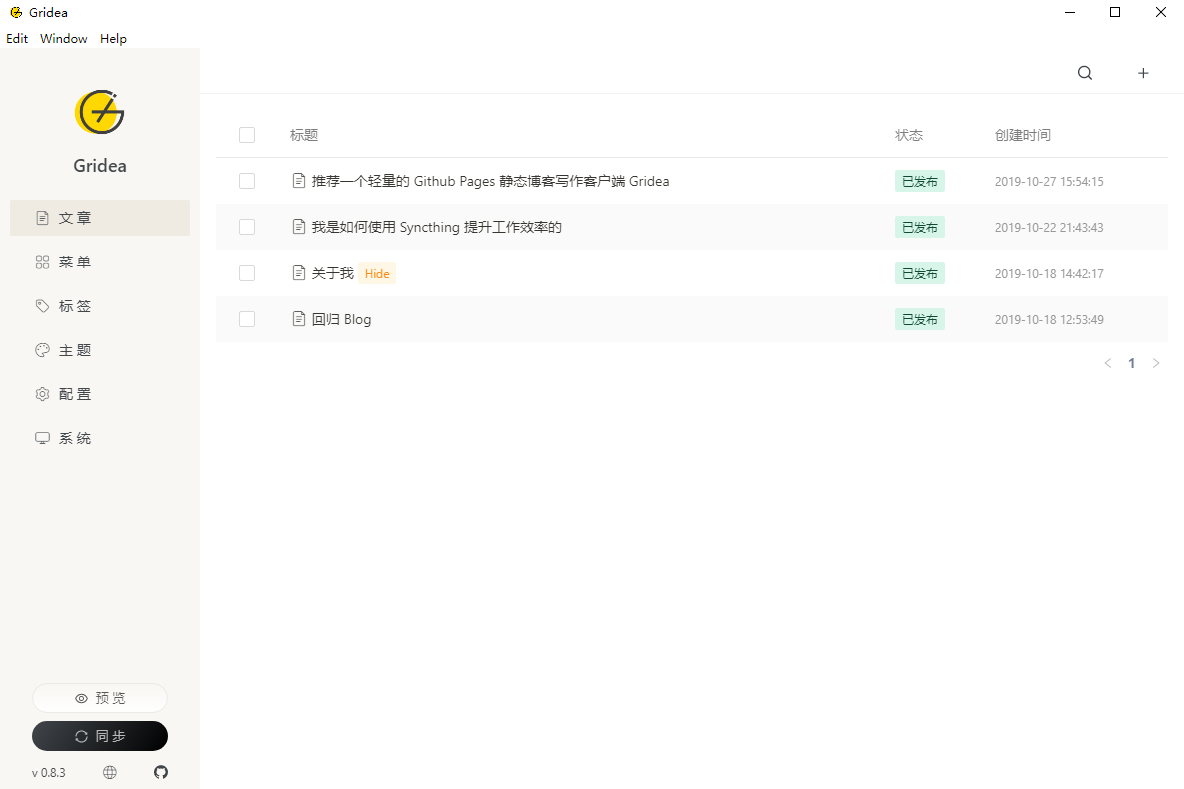 Gridea
Edit Window Help
Gridea
文章
菜单
标签
主题
配置
系统
预览
同步
v 0.8.3
标题 状态 创建时间
推荐一个轻量的 Github Pages 静态博客写作客户端 Gridea 已发布 2019-10-27 15:54:15
我是如何使用 Syncthing 提升工作效率的 已发布 2019-10-22 21:43:43
关于我 Hide 已发布 2019-10-18 14:42:17
回归 Blog 已发布 2019-10-18 12:53:49
1